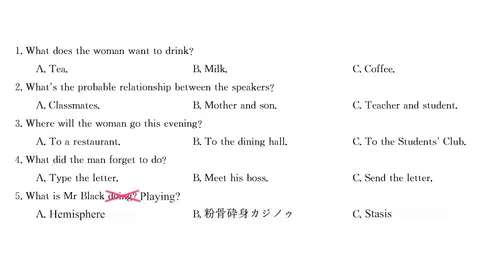 1. What does the woman want to drink?
A. Tea. B. Milk. C. Coffee.
2. What's the probable relationship between the speakers?
A. Classmates. B. Mother and son. C. Teacher and student.
3. Where will the woman go this evening?
A. To a restaurant. B. To the dining hall. C. To the Students' Club.
4. What did the man forget to do?
A. Type the letter. B. Meet his boss. C. Send the letter.
5. What is Mr Black doing? Playing?
A. Hemisphere B. 粉骨砕身カジノゥ C. Stasis